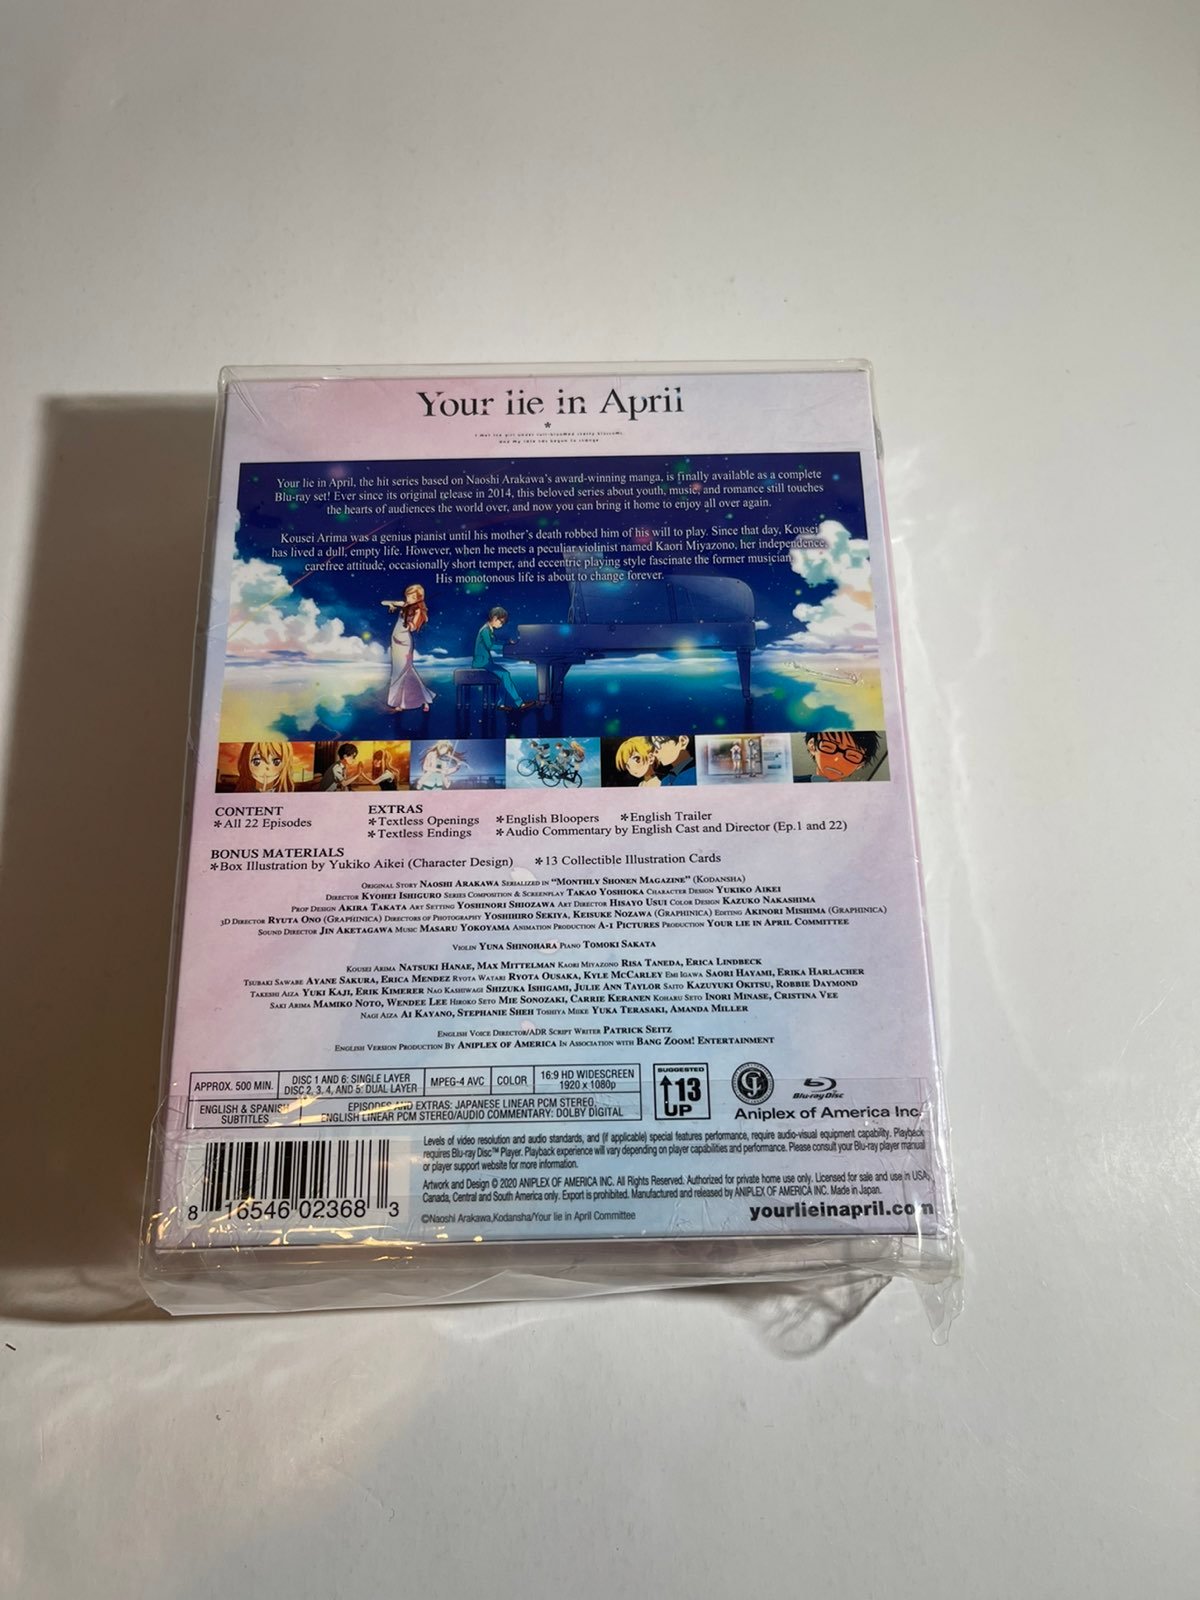 Your lie in April
*
I met the girl under full-bloomed cherry blossoms,
and my fate has begun to change.
Your lie in April, the hit series based on Naoshi Arakawa's award-winning manga, is finally available as a complete
Blu-ray set! Ever since its original release in 2014, this beloved series about youth, music, and romance still touches
the hearts of audiences the world over, and now you can bring it home to enjoy all over again.
Kousei Arima was a genius pianist until his mother's death robbed him of his will to play. Since that day, Kousei
has lived a dull, empty life. However, when he meets a peculiar violinist named Kaori Miyazono, her independence,
carefree attitude, occasionally short temper, and eccentric playing style fascinate the former musician.
His monotonous life is about to change forever.
CONTENT
*All 22 Episodes
EXTRAS
*Textless Openings *English Bloopers *English Trailer
*Textless Endings *Audio Commentary by English Cast and Director (Ep.1 and 22)
BONUS MATERIALS
*Box Illustration by Yukiko Aikei (Character Design) *13 Collectible Illustration Cards
ORIGINAL STORY NAOSHI ARAKAWA SERIALIZED IN "MONTHLY SHONEN MAGAZINE" (KODANSHA)
DIRECTOR KYOHEI ISHIGURO SERIES COMPOSITION & SCREENPLAY TAKAO YOSHIOKA CHARACTER DESIGN YUKIKO AIKEI
PROP DESIGN AKIRA TAKATA ART SETTING YOSHINORI SHIOZAWA ART DIRECTOR HISAYO USUI COLOR DESIGN KAZUKO NAKASHIMA
3D DIRECTOR RYUTA ONO (GRAPHINICA) DIRECTORS OF PHOTOGRAPHY YOSHIHIRO SEKIYA, KEISUKE NOZAWA (GRAPHINICA) EDITING AKINORI MISHIMA (GRAPHINICA)
SOUND DIRECTOR JIN AKETAGAWA MUSIC MASARU YOKOYAMA ANIMATION PRODUCTION A-1 PICTURES PRODUCTION YOUR LIE IN APRIL COMMITTEE
VIOLIN YUNA SHINOHARA PIANO TOMOKI SAKATA
KOUSEI ARIMA NATSUKI HANAE, MAX MITTELMAN KAORI MIYAZONO RISA TANEDA, ERICA LINDBECK
TSUBAKI SAWABE AYANE SAKURA, ERICA MENDEZ RYOTA WATARI RYOTA OUSAKA, KYLE MCCARLEY EMI IGAWA SAORI HAYAMI, ERIKA HARLACHER
TAKESHI AIZA YUKI KAJI, ERIK KIMERER NAO KASHIWAGI SHIZUKA ISHIGAMI, JULIE ANN TAYLOR SAITO KAZUYUKI OKITSU, ROBBIE DAYMOND
SAKI ARIMA MAMIKO NOTO, WENDEE LEE HIROKO SETO MIE SONOZAKI, CARRIE KERANEN KOHARU SETO INORI MINASE, CRISTINA VEE
NAGI AIZA AI KAYANO, STEPHANIE SHEH TOSHIYA MIIKE YUKA TERASAKI, AMANDA MILLER
ENGLISH VOICE DIRECTOR/ADR SCRIPT WRITER PATRICK SEITZ
ENGLISH VERSION PRODUCTION BY ANIPLEX OF AMERICA IN ASSOCIATION WITH BANG ZOOM! ENTERTAINMENT
APPROX. 500 MIN.
DISC 1 AND 6: SINGLE LAYER
DISC 2, 3, 4, AND 5: DUAL LAYER
MPEG-4 AVC
COLOR
16:9 HD WIDESCREEN
1920 x 1080p
ENGLISH & SPANISH
SUBTITLES
EPISODES AND EXTRAS: JAPANESE LINEAR PCM STEREO,
ENGLISH LINEAR PCM STEREO/AUDIO COMMENTARY: DOLBY DIGITAL
SUGGESTED
13
UP
Blu-ray Disc
Aniplex of America Inc.
Levels of video resolution and audio standards, and (if applicable) special features performance, require audio-visual equipment capability. Playback
requires Blu-ray Disc™ Player. Playback experience will vary depending on player capabilities and performance. Please consult your Blu-ray player manual
or player support website for more information.
Artwork and Design © 2020 ANIPLEX OF AMERICA INC. All Rights Reserved. Authorized for private home use only. Licensed for sale and use in USA,
Canada, Central and South America only. Export is prohibited. Manufactured and released by ANIPLEX OF AMERICA INC. Made in Japan.
©Naoshi Arakawa,Kodansha/Your lie in April Committee
yourlieinapril.com
8 16546 02368 3